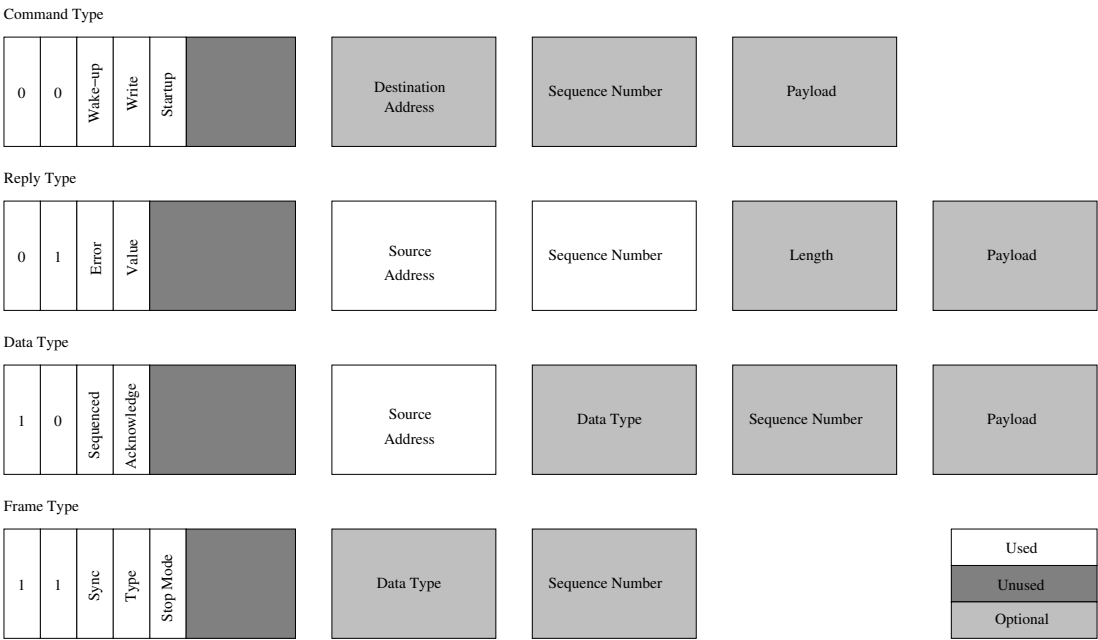 Command Type
0
0
Wake-up
Write
Startup
Destination
Address
Sequence Number
Payload
Reply Type
0
1
Error
Value
Source
Address
Sequence Number
Length
Payload
Data Type
1
0
Sequenced
Acknowledge
Source
Address
Data Type
Sequence Number
Payload
Frame Type
1
1
Sync
Type
Stop Mode
Data Type
Sequence Number
Used
Unused
Optional